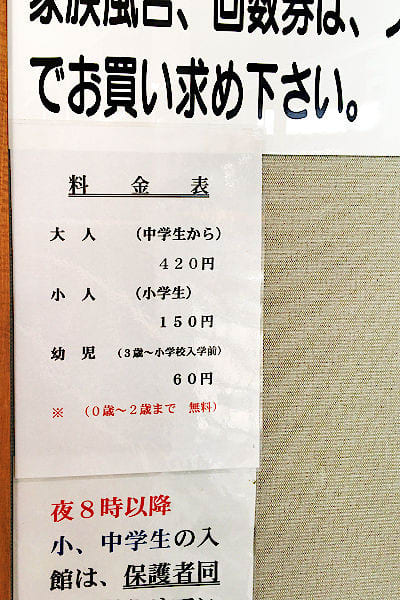 家族風呂、回数券は、
でお買い求め下さい。
料 金 表
大 人 （中学生から）
４２０円
小 人 （小学生）
１５０円
幼 児 （３歳〜小学校入学前）
６０円
※ （０歳〜２歳まで 無料）
夜８時以降
小、中学生の入
館は、保護者同